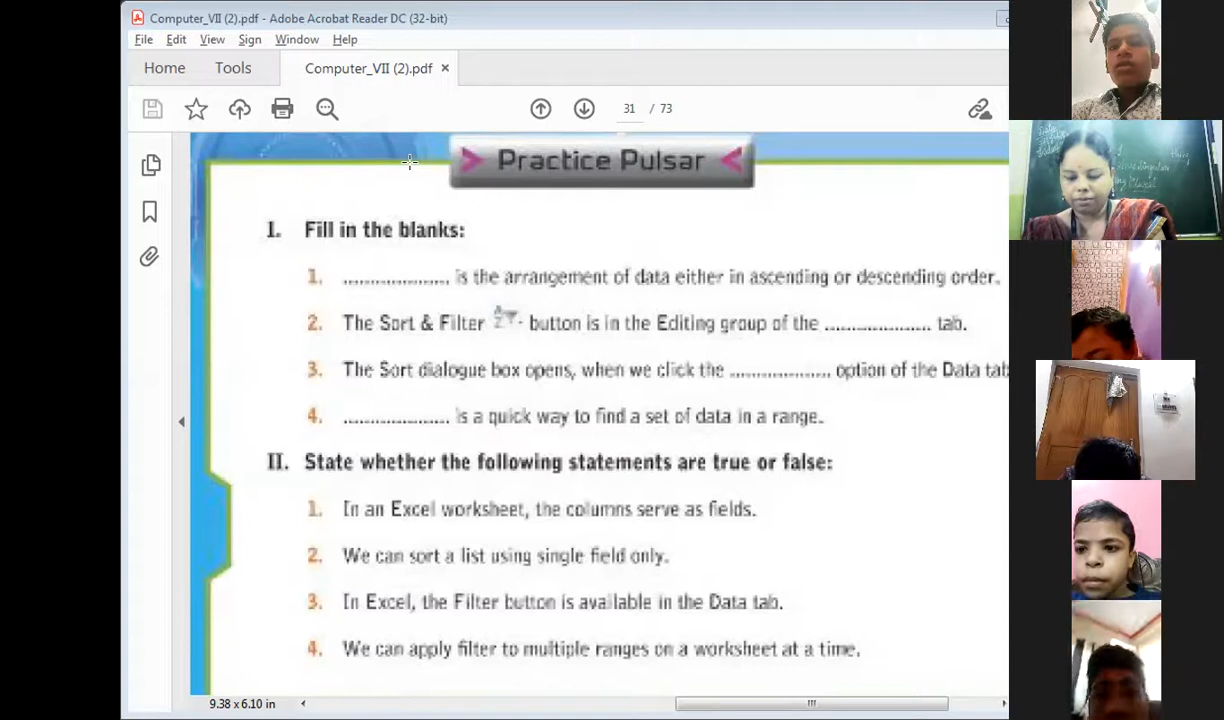 Computer_VII (2).pdf - Adobe Acrobat Reader DC (32-bit)
File Edit View Sign Window Help
Home Tools Computer_VII (2).pdf ×
31 / 73
Practice Pulsar
I. Fill in the blanks:
1. .................... is the arrangement of data either in ascending or descending order.
2. The Sort & Filter button is in the Editing group of the .................... tab.
3. The Sort dialogue box opens, when we click the .................... option of the Data tab
4. .................... is a quick way to find a set of data in a range.
II. State whether the following statements are true or false:
1. In an Excel worksheet, the columns serve as fields.
2. We can sort a list using single field only.
3. In Excel, the Filter button is available in the Data tab.
4. We can apply filter to multiple ranges on a worksheet at a time.
9.38 x 6.10 in